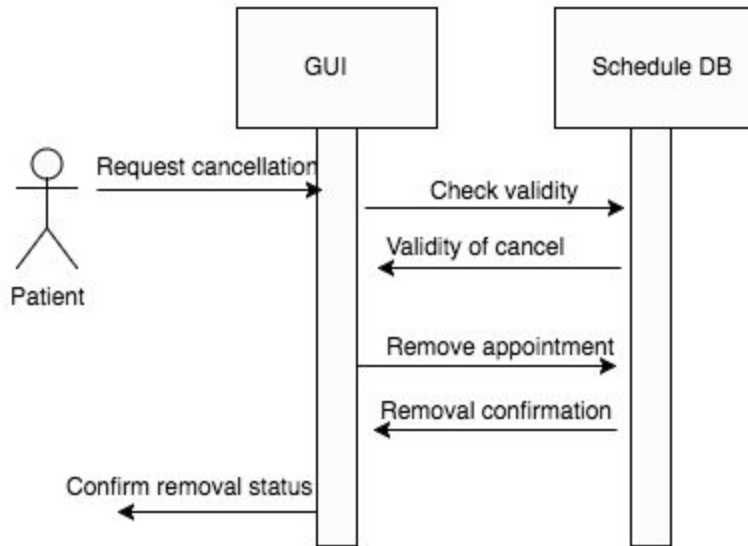 GUI
Schedule DB
Request cancellation
Check validity
Validity of cancel
Patient
Remove appointment
Removal confirmation
Confirm removal status